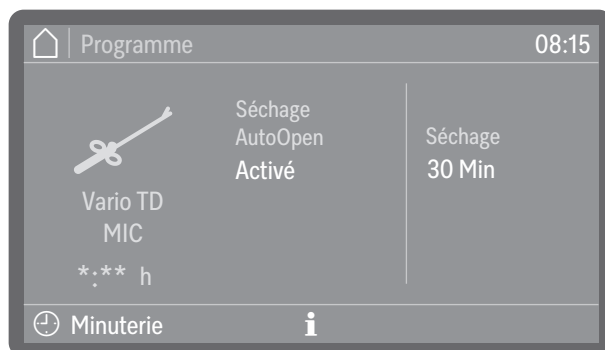 Programme 08:15
Séchage
AutoOpen
Activé
Séchage
30 Min
Vario TD
MIC
*:** h
Minuterie i